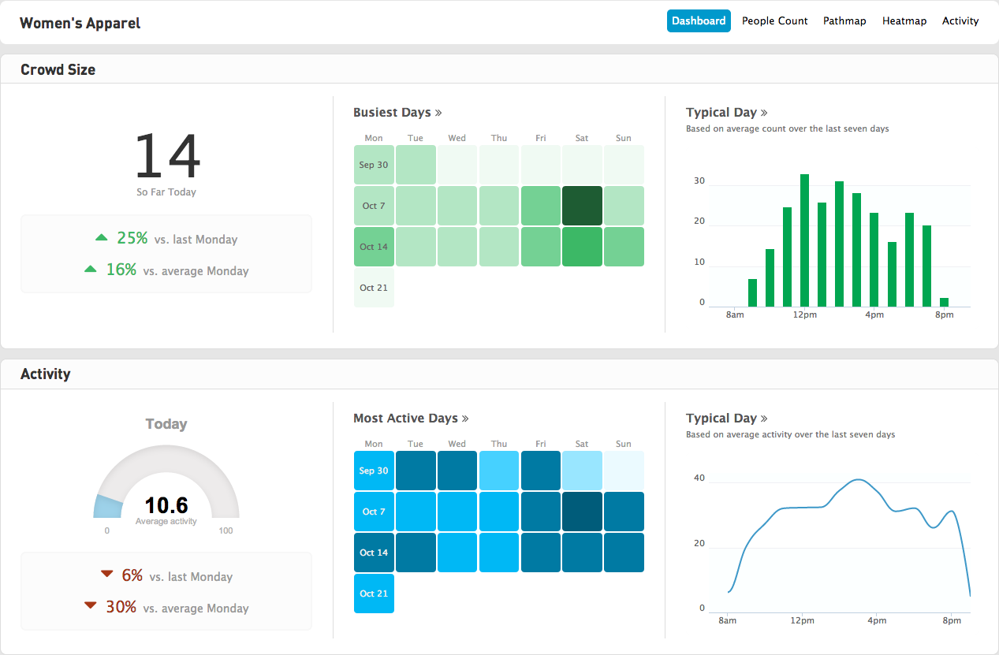 Women's Apparel
Dashboard People Count Pathmap Heatmap Activity
Crowd Size
14
So Far Today
25% vs. last Monday
16% vs. average Monday
Busiest Days »
Mon Tue Wed Thu Fri Sat Sun
Sep 30
Oct 7
Oct 14
Oct 21
Typical Day »
Based on average count over the last seven days
30
20
10
0
8am 12pm 4pm 8pm
Activity
Today
10.6
Average activity
0 100
6% vs. last Monday
30% vs. average Monday
Most Active Days »
Mon Tue Wed Thu Fri Sat Sun
Sep 30
Oct 7
Oct 14
Oct 21
Typical Day »
Based on average activity over the last seven days
40
20
0
8am 12pm 4pm 8pm